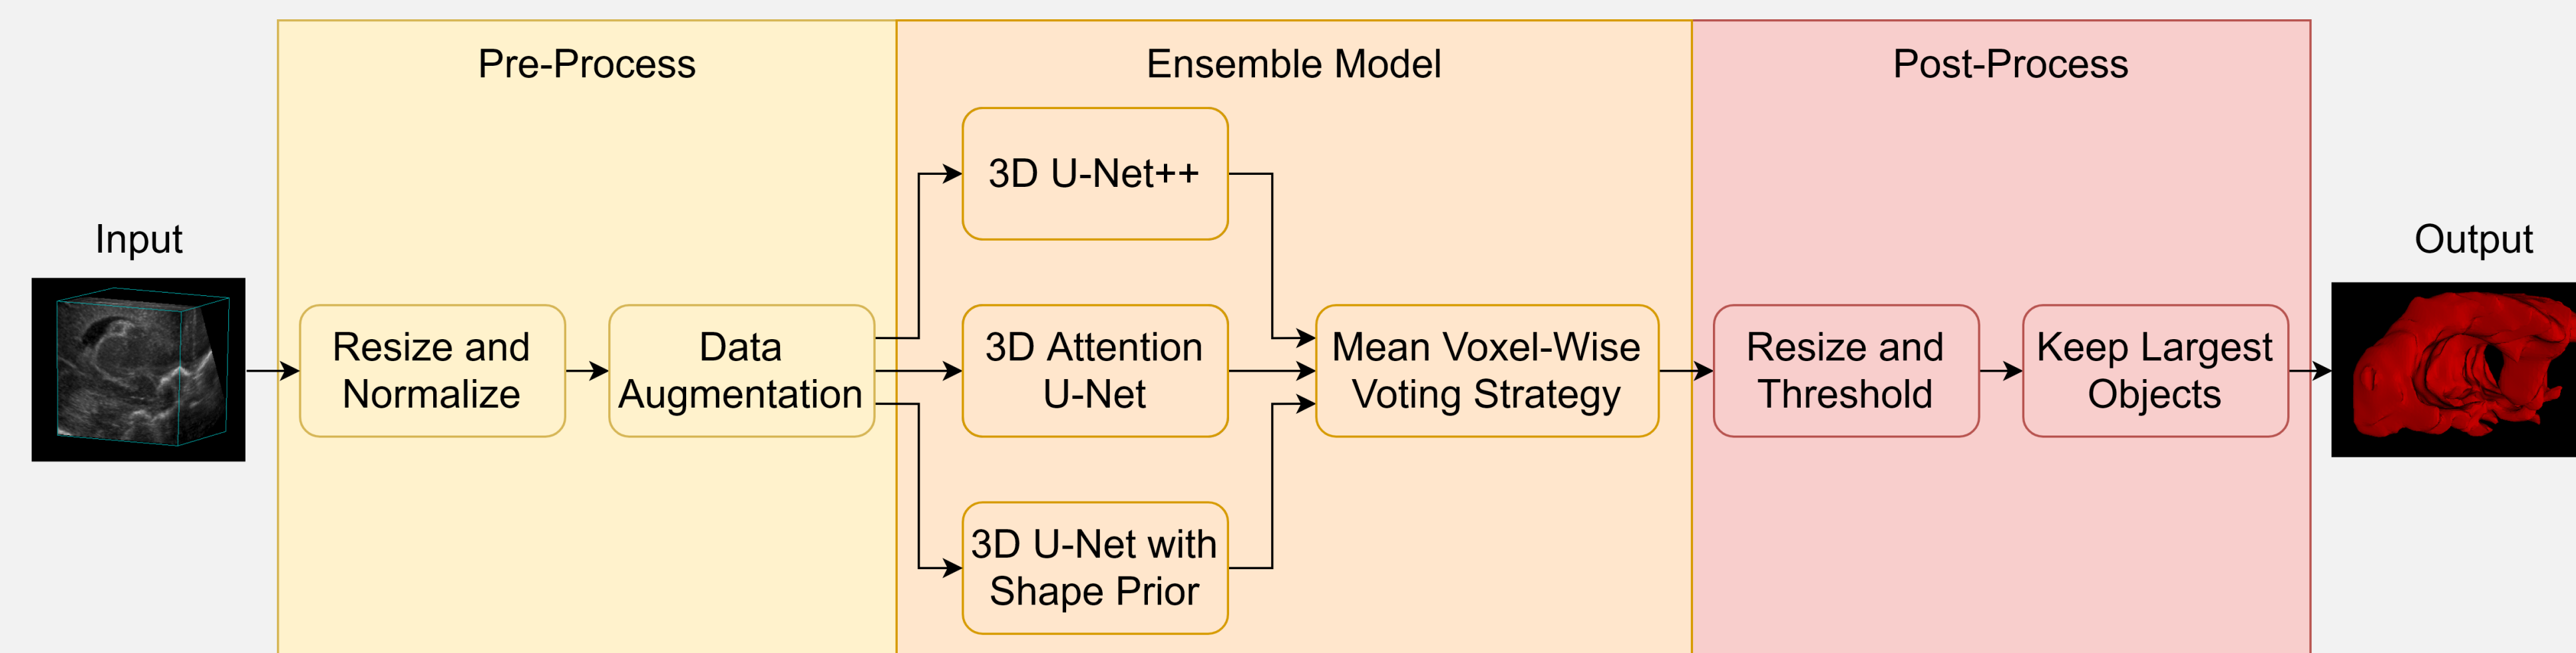 Pre-Process
Ensemble Model
Post-Process
Input
Output
Resize and
Normalize
Data
Augmentation
3D U-Net++
3D Attention
U-Net
3D U-Net with
Shape Prior
Mean Voxel-Wise
Voting Strategy
Resize and
Threshold
Keep Largest
Objects